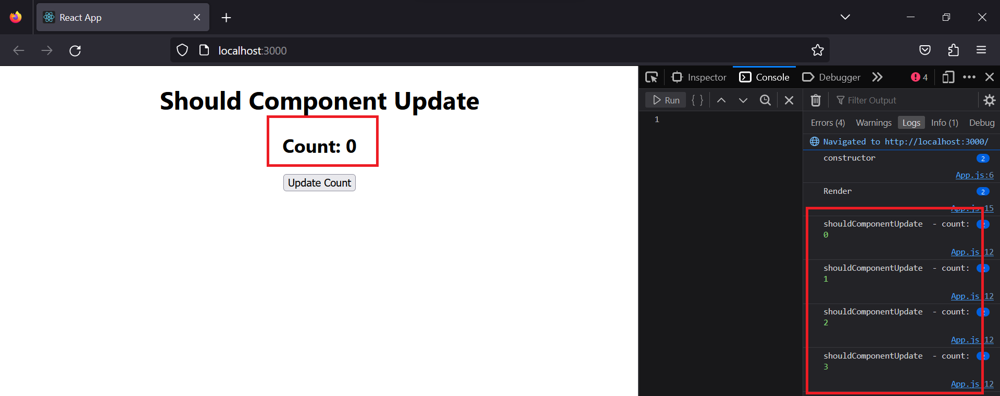 React App
localhost:3000
Should Component Update
Count: 0
Update Count
Inspector
Console
Debugger
4
Run
{ }
Filter Output
1
Errors (4)
Warnings
Logs
Info (1)
Debug
Navigated to http://localhost:3000/
constructor 2
App.js:6
Render 2
App.js:15
shouldComponentUpdate - count:
0
App.js:12
shouldComponentUpdate - count:
1
App.js:12
shouldComponentUpdate - count:
2
App.js:12
shouldComponentUpdate - count:
3
App.js:12